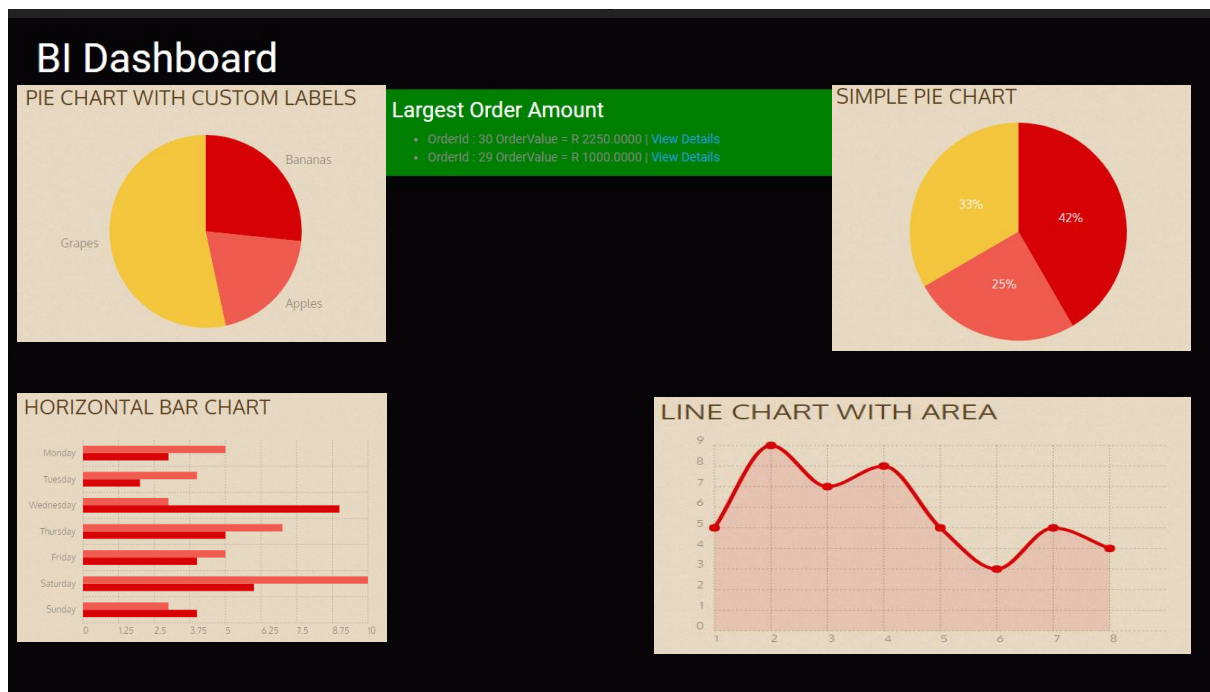 BI Dashboard
PIE CHART WITH CUSTOM LABELS
Bananas
Grapes
Apples
Largest Order Amount
OrderId : 30 OrderValue = R 2250.0000 | View Details
OrderId : 29 OrderValue = R 1000.0000 | View Details
SIMPLE PIE CHART
33%
42%
25%
HORIZONTAL BAR CHART
Monday
Tuesday
Wednesday
Thursday
Friday
Saturday
Sunday
0 1.25 2.5 3.75 5 6.25 7.5 8.75 10
LINE CHART WITH AREA
9
8
7
6
5
4
3
2
1
0
1 2 3 4 5 6 7 8